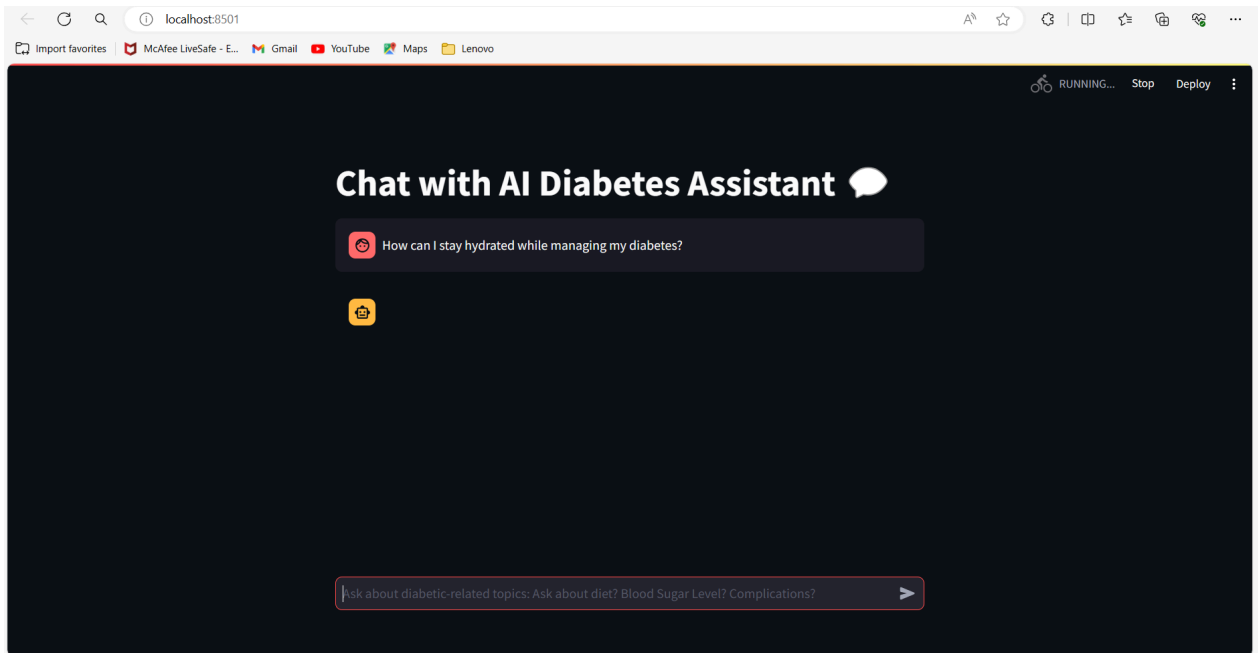 localhost:8501
Import favorites McAfee LiveSafe - E... Gmail YouTube Maps Lenovo
RUNNING... Stop Deploy
Chat with AI Diabetes Assistant
How can I stay hydrated while managing my diabetes?
Ask about diabetic-related topics: Ask about diet? Blood Sugar Level? Complications?